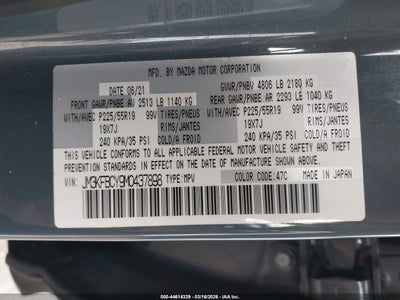 MFD. BY MAZDA MOTOR CORPORATION
DATE 06/21 GVWR/PNBV 4806 LB 2180 KG
FRONT GAWR/PNBE AV 2513 LB 1140 KG REAR GAWR/PNBE AR 2293 LB 1040 KG
WITH/AVEC P225/55R19 99V TIRES/PNEUS WITH/AVEC P225/55R19 99V TIRES/PNEUS
19X7J RIMS/JANTES 19X7J RIMS/JANTES
240 KPA/35 PSI COLD/A FROID 240 KPA/35 PSI COLD/A FROID
THIS VEHICLE CONFORMS TO ALL APPLICABLE FEDERAL MOTOR VEHICLE SAFETY, BUMPER, AND THEFT
PREVENTION STANDARDS IN EFFECT ON THE DATE OF MANUFACTURE SHOWN ABOVE.
VIN: JM3KFBCY9M0437898 TYPE: MPV COLOR CODE: 47C MADE IN JAPAN
ON: 44614329 - 03/16/2026 - IAAI.COM